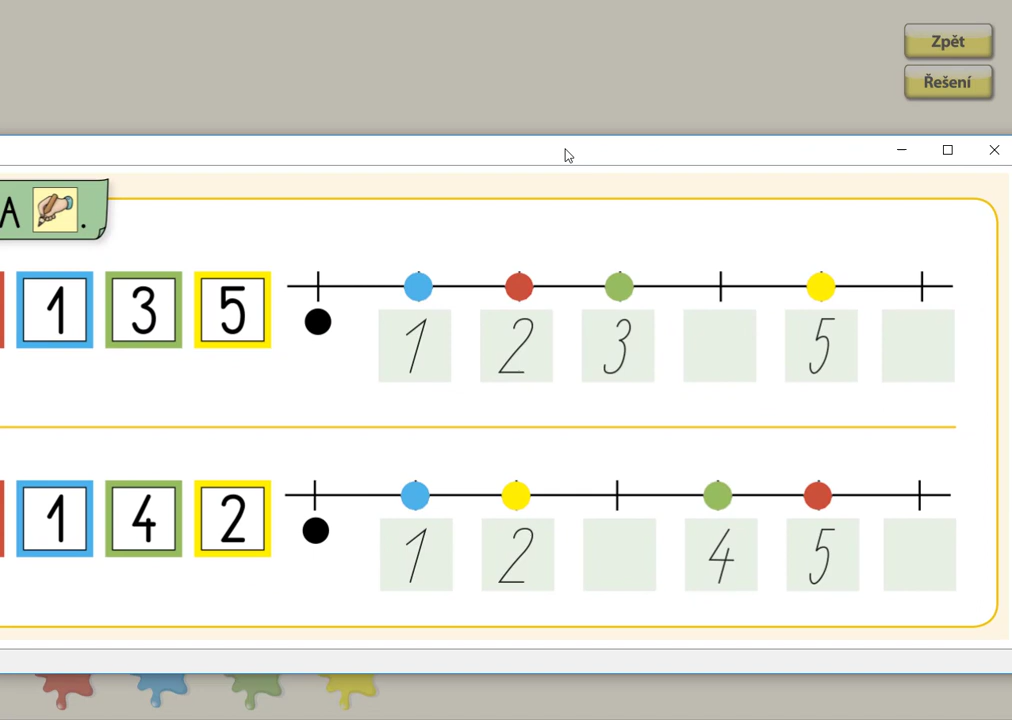 Zpět
Řešení
A .
1 3 5
1 2 3 5
1 4 2
1 2 4 5